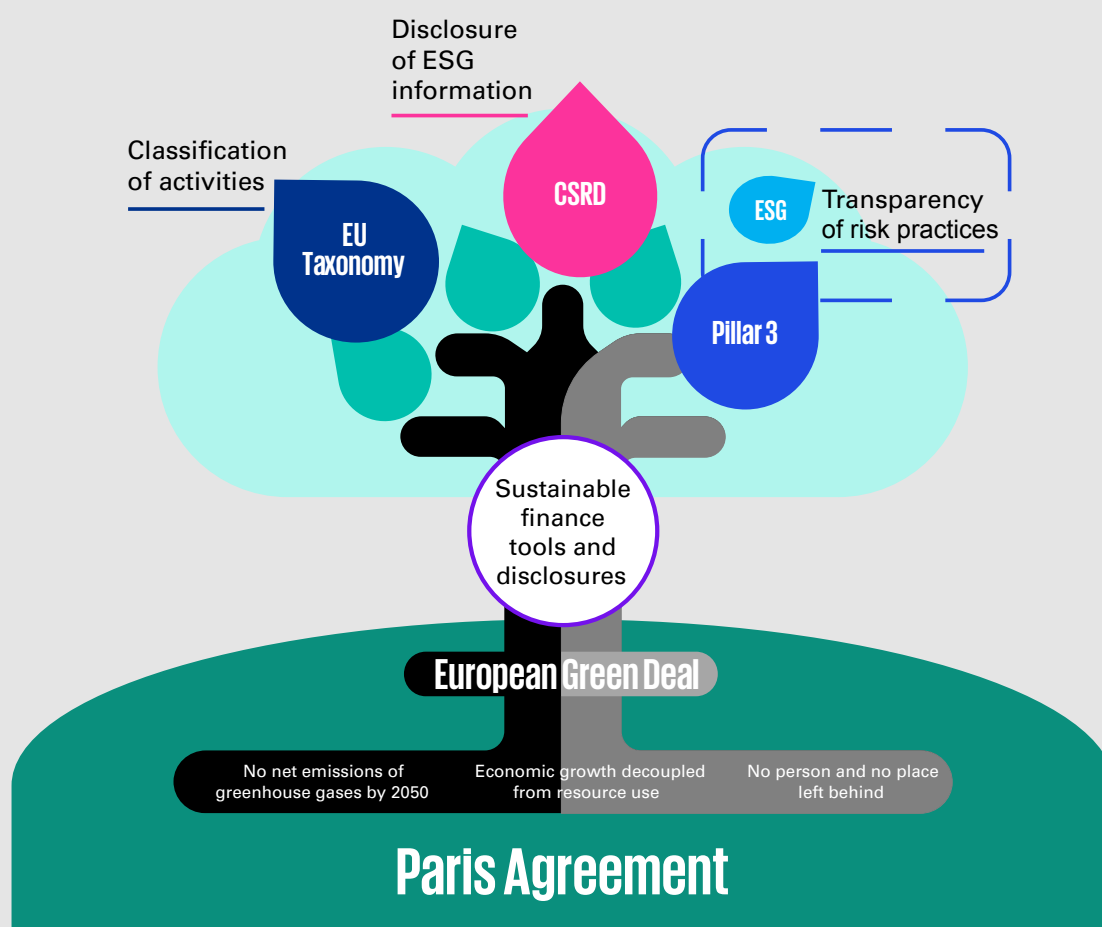 Disclosure
of ESG
information
Classification
of activities
CSRD
EU
Taxonomy
ESG
Transparency
of risk practices
Pillar 3
Sustainable
finance
tools and
disclosures
European Green Deal
No net emissions of
greenhouse gases by 2050
Economic growth decoupled
from resource use
No person and no place
left behind
Paris Agreement